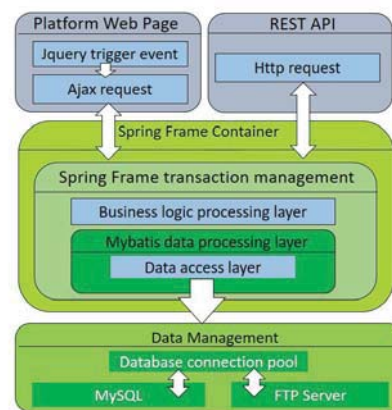 Platform Web Page
Jquery trigger event
Ajax request
REST API
Http request
Spring Frame Container
Spring Frame transaction management
Business logic processing layer
Mybatis data processing layer
Data access layer
Data Management
Database connection pool
MySQL
FTP Server